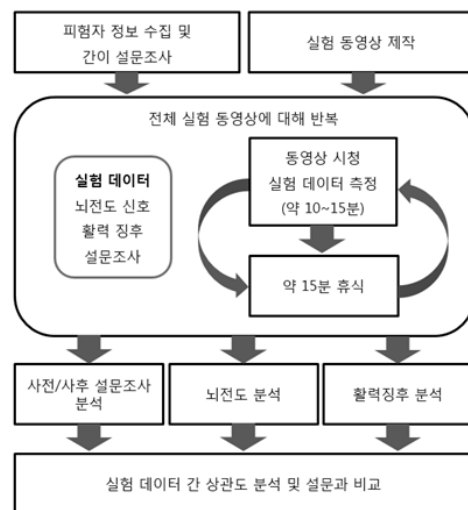 피험자 정보 수집 및
간이 설문조사
실험 동영상 제작
전체 실험 동영상에 대해 반복
실험 데이터
뇌전도 신호
활력 징후
설문조사
동영상 시청
실험 데이터 측정
(약 10~15분)
약 15분 휴식
사전/사후 설문조사
분석
뇌전도 분석
활력징후 분석
실험 데이터 간 상관도 분석 및 설문과 비교